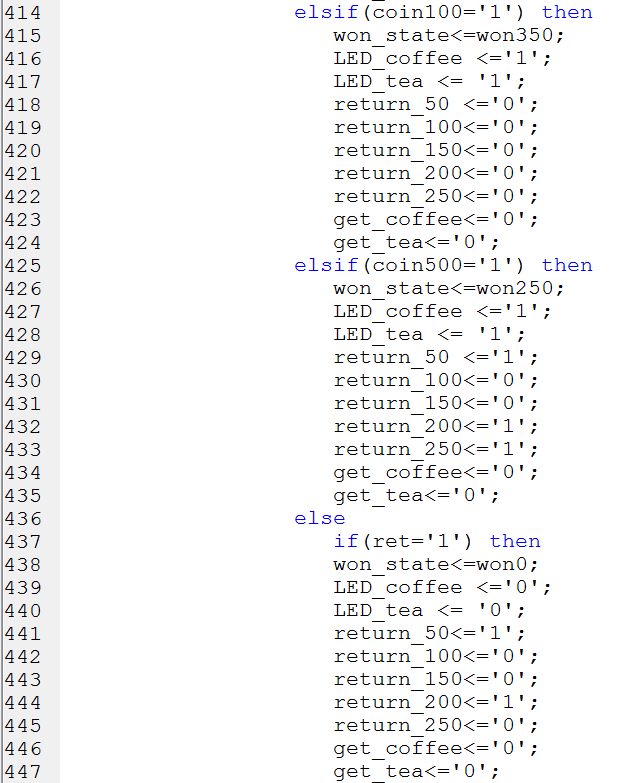 414 elsif(coin100='1') then
415 won_state<=won350;
416 LED_coffee <='1';
417 LED_tea <= '1';
418 return_50 <='0';
419 return_100<='0';
420 return_150<='0';
421 return_200<='0';
422 return_250<='0';
423 get_coffee<='0';
424 get_tea<='0';
425 elsif(coin500='1') then
426 won_state<=won250;
427 LED_coffee <='1';
428 LED_tea <= '1';
429 return_50 <='1';
430 return_100<='0';
431 return_150<='0';
432 return_200<='1';
433 return_250<='1';
434 get_coffee<='0';
435 get_tea<='0';
436 else
437 if(ret='1') then
438 won_state<=won0;
439 LED_coffee <='0';
440 LED_tea <= '0';
441 return_50<='1';
442 return_100<='0';
443 return_150<='0';
444 return_200<='1';
445 return_250<='0';
446 get_coffee<='0';
447 get_tea<='0';